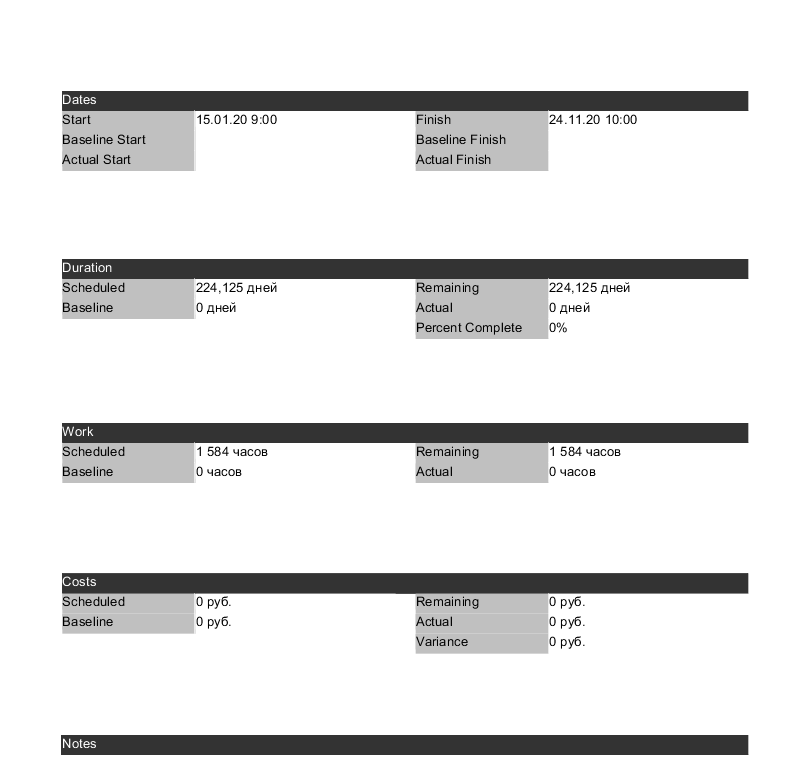 Dates
Start 15.01.20 9:00 Finish 24.11.20 10:00
Baseline Start Baseline Finish
Actual Start Actual Finish
Duration
Scheduled 224,125 дней Remaining 224,125 дней
Baseline 0 дней Actual 0 дней
Percent Complete 0%
Work
Scheduled 1 584 часов Remaining 1 584 часов
Baseline 0 часов Actual 0 часов
Costs
Scheduled 0 руб. Remaining 0 руб.
Baseline 0 руб. Actual 0 руб.
Variance 0 руб.
Notes